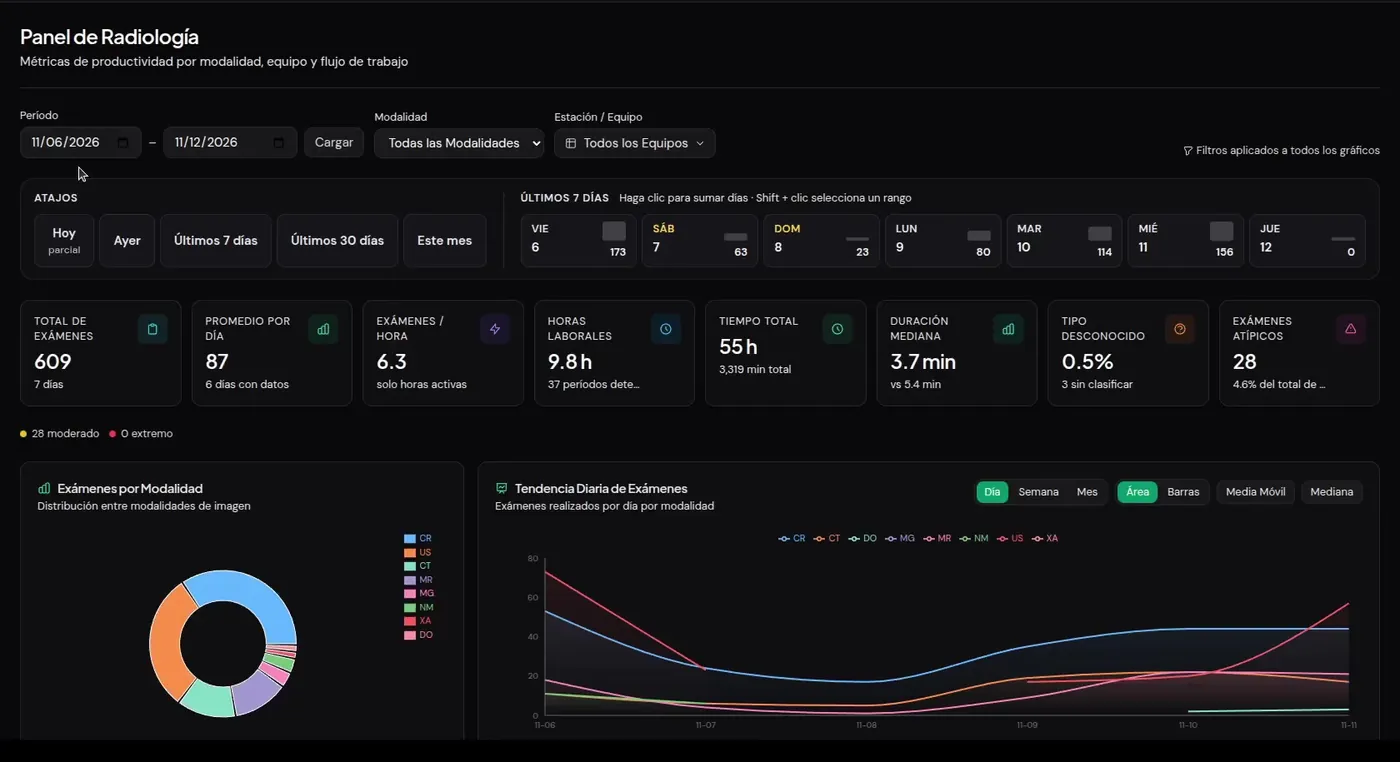 Panel de Radiología
Métricas de productividad por modalidad, equipo y flujo de trabajo
Período
11/06/2026 – 11/12/2026 Cargar
Modalidad
Todas las Modalidades
Estación / Equipo
Todos los Equipos
Filtros aplicados a todos los gráficos
ATAJOS
Hoy
parcial
Ayer
Últimos 7 días
Últimos 30 días
Este mes
ÚLTIMOS 7 DÍAS Haga clic para sumar días · Shift + clic selecciona un rango
VIE
6
173
SÁB
7
63
DOM
8
23
LUN
9
80
MAR
10
114
MIÉ
11
156
JUE
12
0
TOTAL DE
EXÁMENES
609
7 días
PROMEDIO POR
DÍA
87
6 días con datos
EXÁMENES /
HORA
6.3
solo horas activas
HORAS
LABORALES
9.8 h
37 períodos dete…
TIEMPO TOTAL
55 h
3,319 min total
DURACIÓN
MEDIANA
3.7 min
vs 5.4 min
TIPO
DESCONOCIDO
0.5%
3 sin clasificar
EXÁMENES
ATÍPICOS
28
4.6% del total de …
28 moderado 0 extremo
Exámenes por Modalidad
Distribución entre modalidades de imagen
CR
US
CT
MR
MG
NM
XA
DO
Tendencia Diaria de Exámenes
Exámenes realizados por día por modalidad
Día Semana Mes
Área Barras
Media Móvil
Mediana
CR CT DO MG MR NM US XA
80
60
40
20
0
11-06 11-07 11-08 11-09 11-10 11-11